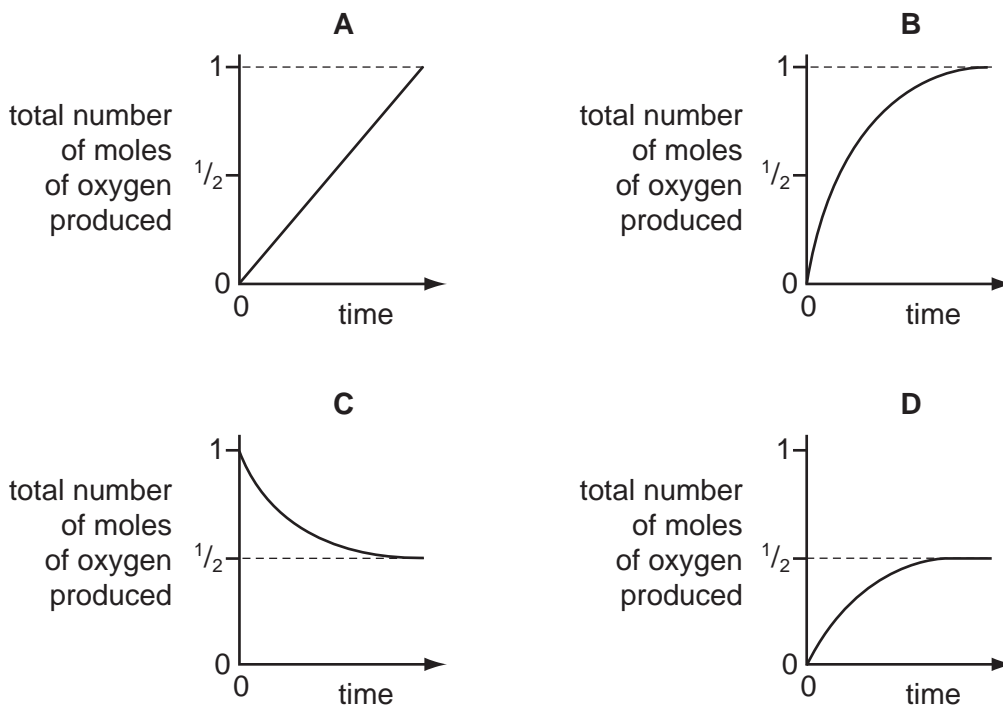 A
1
total number
of moles
of oxygen
produced
1/2
0
0
time
B
1
total number
of moles
of oxygen
produced
1/2
0
0
time
C
1
total number
of moles
of oxygen
produced
1/2
0
0
time
D
1
total number
of moles
of oxygen
produced
1/2
0
0
time